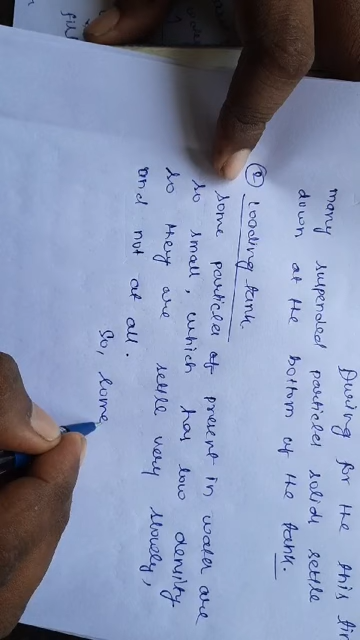 During for the this
many suspended particles solids settle
down at the bottom of the tank.
② Loading tank
some particles of present in water are
so small, which has low density
so they are settle very slowly,
and not at all.
So, some